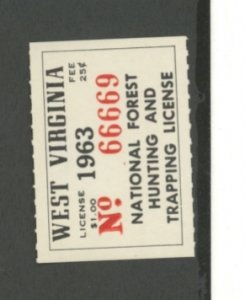 WEST VIRGINIA
LICENSE 1963 FEE
$1.00 25¢
No 66669
NATIONAL FOREST
HUNTING AND
TRAPPING LICENSE